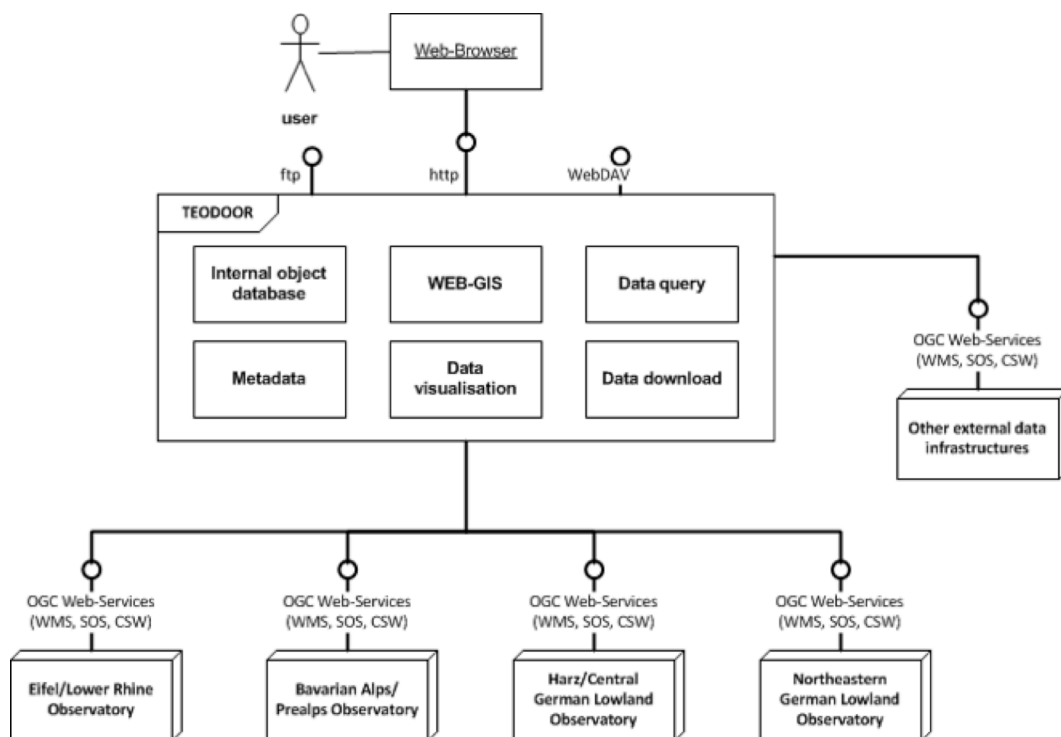 Web-Browser
user
ftp
http
WebDAV
TEODOOR
Internal object
database
WEB-GIS
Data query
Metadata
Data
visualisation
Data download
OGC Web-Services
(WMS, SOS, CSW)
Other external data
infrastructures
OGC Web-Services
(WMS, SOS, CSW)
Eifel/Lower Rhine
Observatory
OGC Web-Services
(WMS, SOS, CSW)
Bavarian Alps/
Prealps Observatory
OGC Web-Services
(WMS, SOS, CSW)
Harz/Central
German Lowland
Observatory
OGC Web-Services
(WMS, SOS, CSW)
Northeastern
German Lowland
Observatory